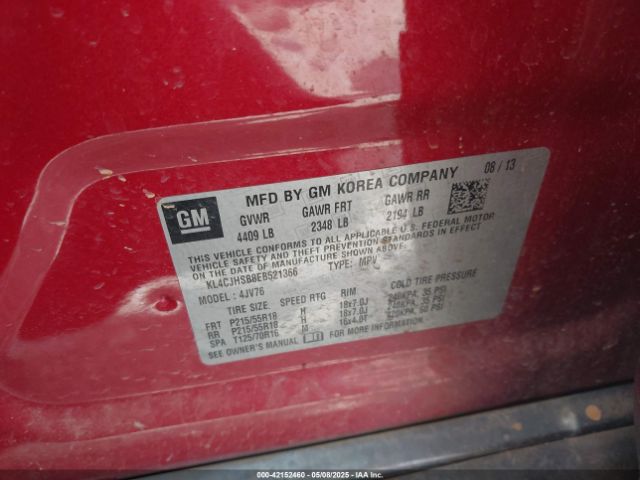 GM
MFD BY GM KOREA COMPANY
08 / 13
GVWR GAWR FRT GAWR RR
4409 LB 2348 LB 2194 LB
THIS VEHICLE CONFORMS TO ALL APPLICABLE U.S. FEDERAL MOTOR
VEHICLE SAFETY AND THEFT PREVENTION STANDARDS IN EFFECT
ON THE DATE OF MANUFACTURE SHOWN ABOVE.
KL4CJHSB8EB521366 TYPE: MPV
MODEL: 4JV76
TIRE SIZE SPEED RTG RIM COLD TIRE PRESSURE
FRT P215/55R18 H 18x7.0J 240KPA, 35 PSI
RR P215/55R18 H 18x7.0J 240KPA, 35 PSI
SPA T125/70R16 M 16x4.0T 420KPA, 60 PSI
SEE OWNER'S MANUAL FOR MORE INFORMATION.
000-42152460 - 05/08/2025 - IAAI.COM